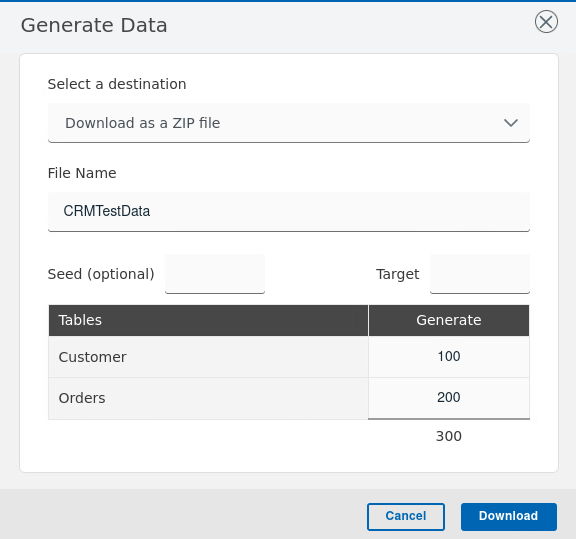 Generate Data
Select a destination
Download as a ZIP file
File Name
CRMTestData
Seed (optional) Target
Tables Generate
Customer 100
Orders 200
300
Cancel Download